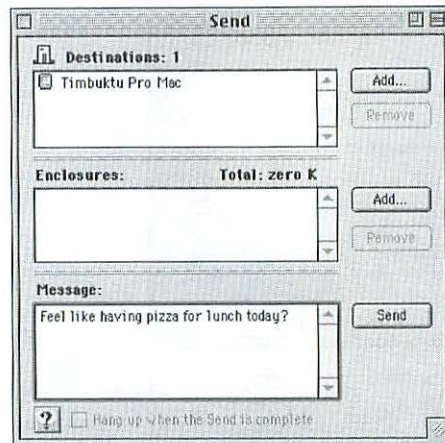 Send
Destinations: 1
Timbuktu Pro Mac
Add...
Remove
Enclosures: Total: zero K
Add...
Remove
Message:
Feel like having pizza for lunch today?
Send
? Hang up when the Send is complete